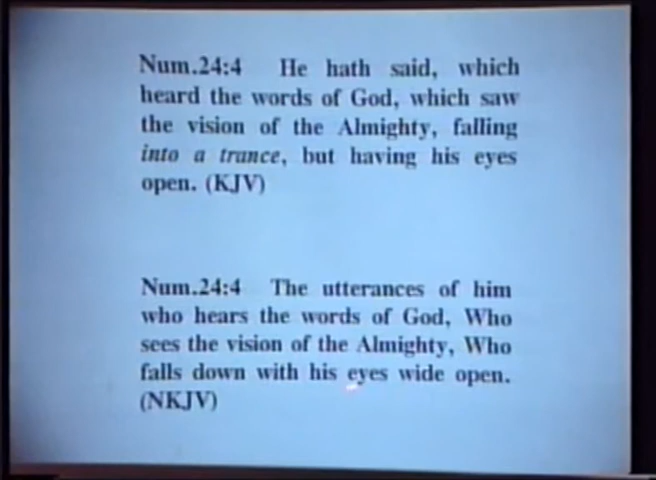 Num.24:4 He hath said, which
heard the words of God, which saw
the vision of the Almighty, falling
into a trance, but having his eyes
open. (KJV)
Num.24:4 The utterances of him
who hears the words of God, Who
sees the vision of the Almighty, Who
falls down with his eyes wide open.
(NKJV)